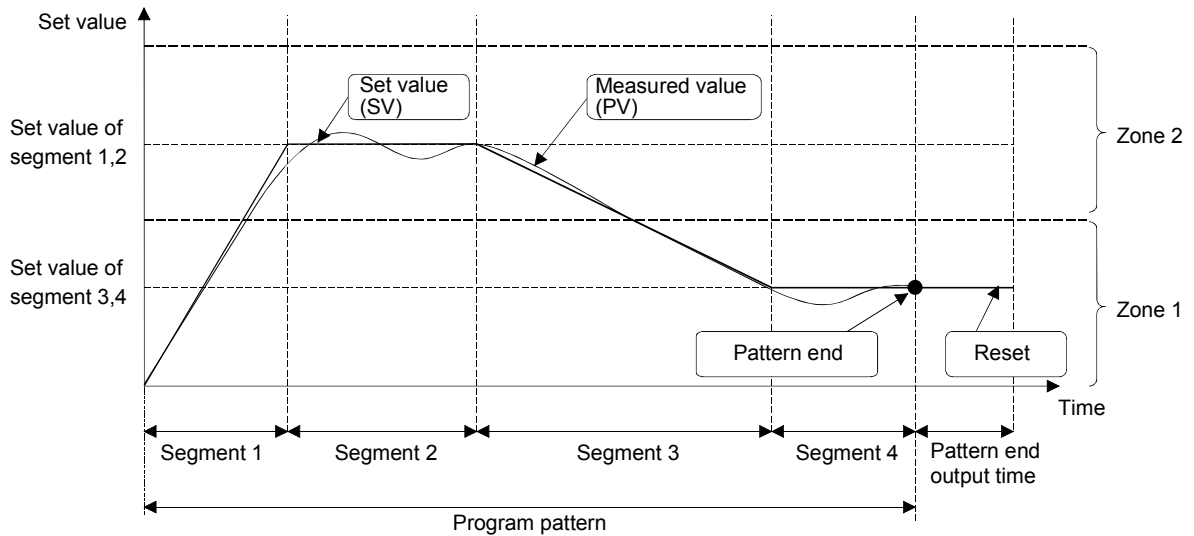 Set value
Set value
(SV)
Measured value
(PV)
Set value of
segment 1,2
Zone 2
Set value of
segment 3,4
Zone 1
Pattern end
Reset
Time
Segment 1
Segment 2
Segment 3
Segment 4
Pattern end
output time
Program pattern